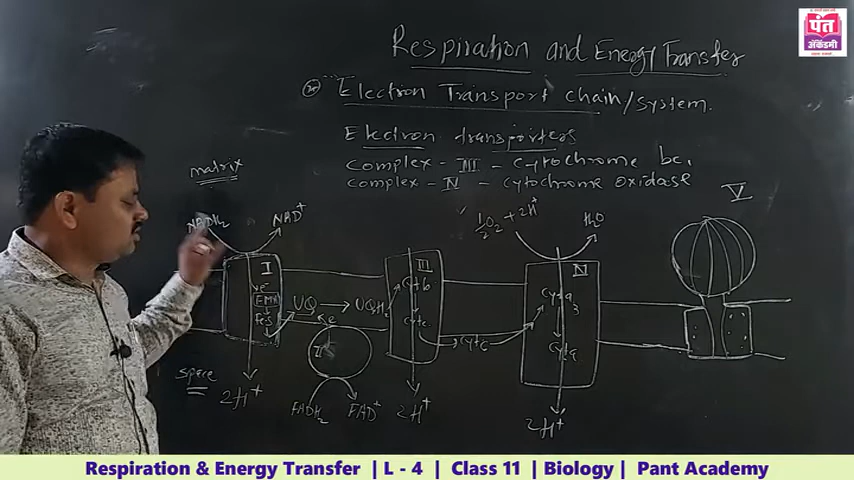 पंत
अ‍ॅकॅडमी
Respiration and Energy Transfer
Electron Transport chain/system.
Electron transporters
complex - III - cytochrome bc1
complex - IV - cytochrome oxidase
matrix
V
NADH2
NAD+
1/2 O2 + 2H+
H2O
I
III
IV
e-
FMN
FeS
UQ
UQH2
Cyt b
Cyt c
Cyt c
Cyt a3
Cyt a
e
II
space
2H+
FADH2
FAD+
2H+
2H+
Respiration & Energy Transfer | L - 4 | Class 11 | Biology | Pant Academy